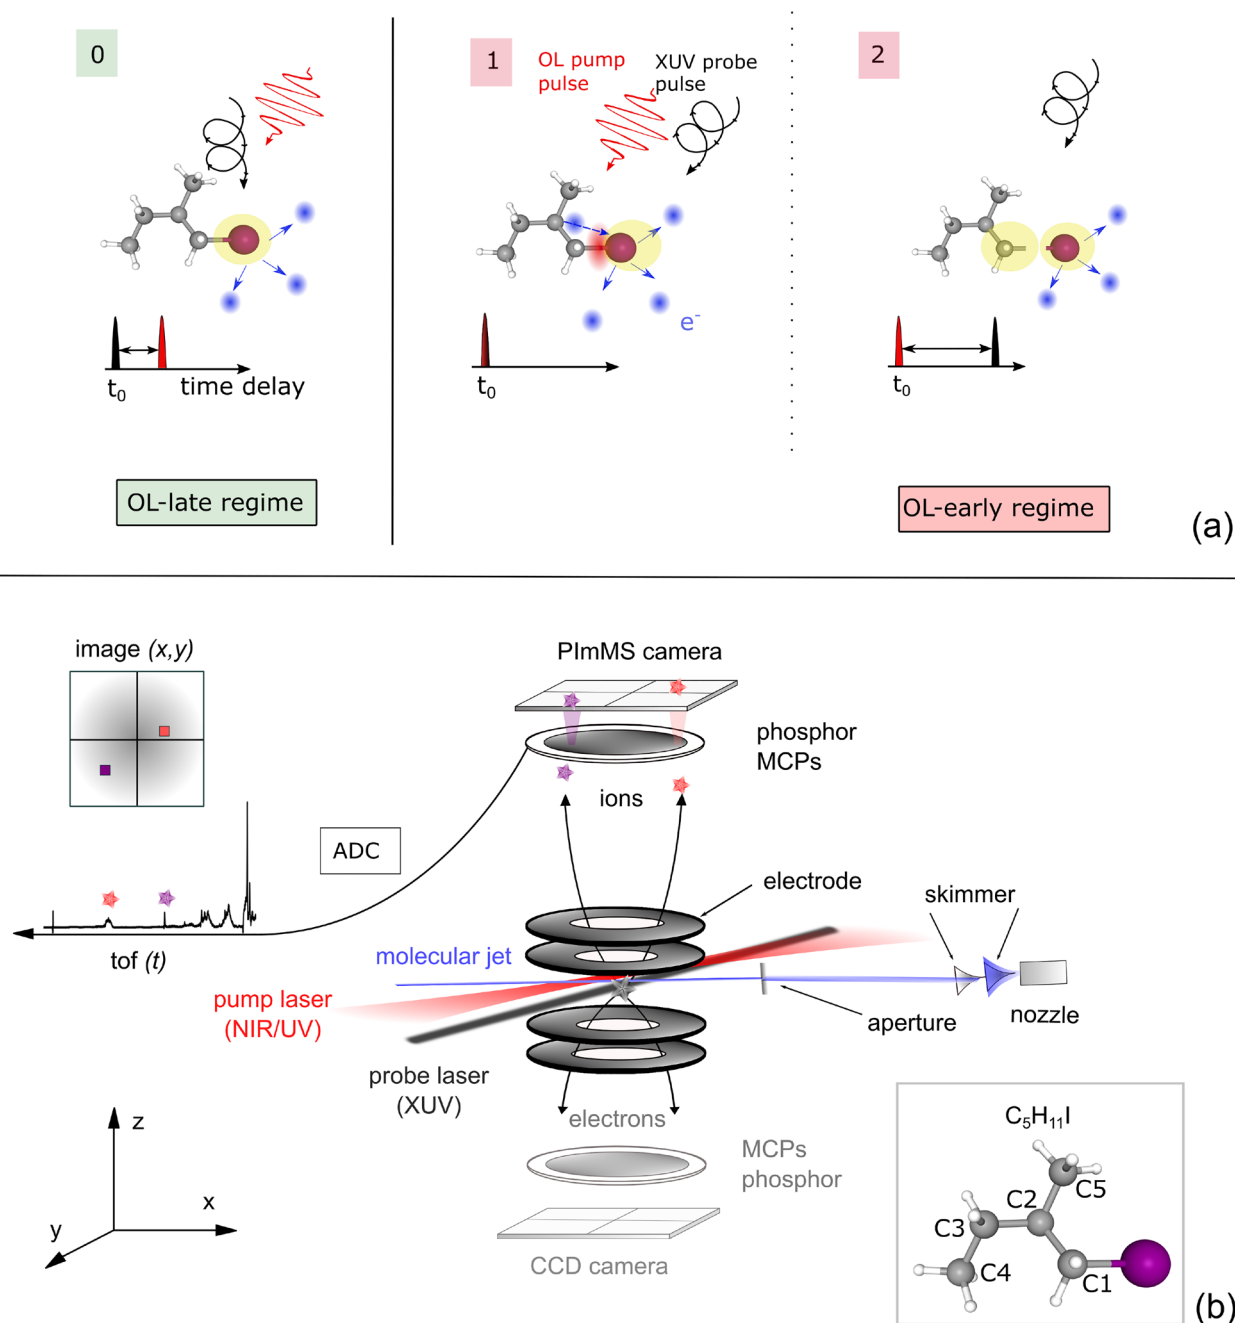 0
1
OL pump
pulse
XUV probe
pulse
2
e⁻
t₀
time delay
t₀
t₀
OL-late regime
OL-early regime
(a)
image (x,y)
PImMS camera
phosphor
MCPs
ions
ADC
electrode
skimmer
tof (t)
molecular jet
pump laser
(NIR/UV)
aperture
nozzle
probe laser
(XUV)
electrons
MCPs
phosphor
CCD camera
z
x
y
C₅H₁₁I
C5
C2
C3
C4
C1
(b)